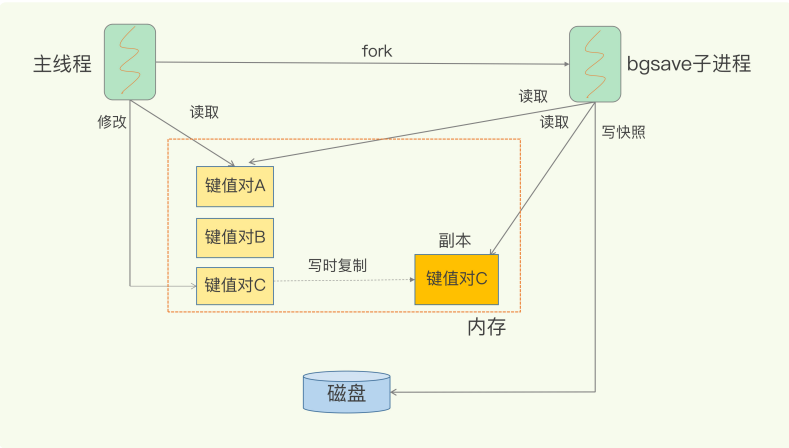 fork
主线程
bgsave子进程
读取
读取
修改
读取
写快照
键值对A
键值对B
副本
写时复制
键值对C
键值对C
内存
磁盘